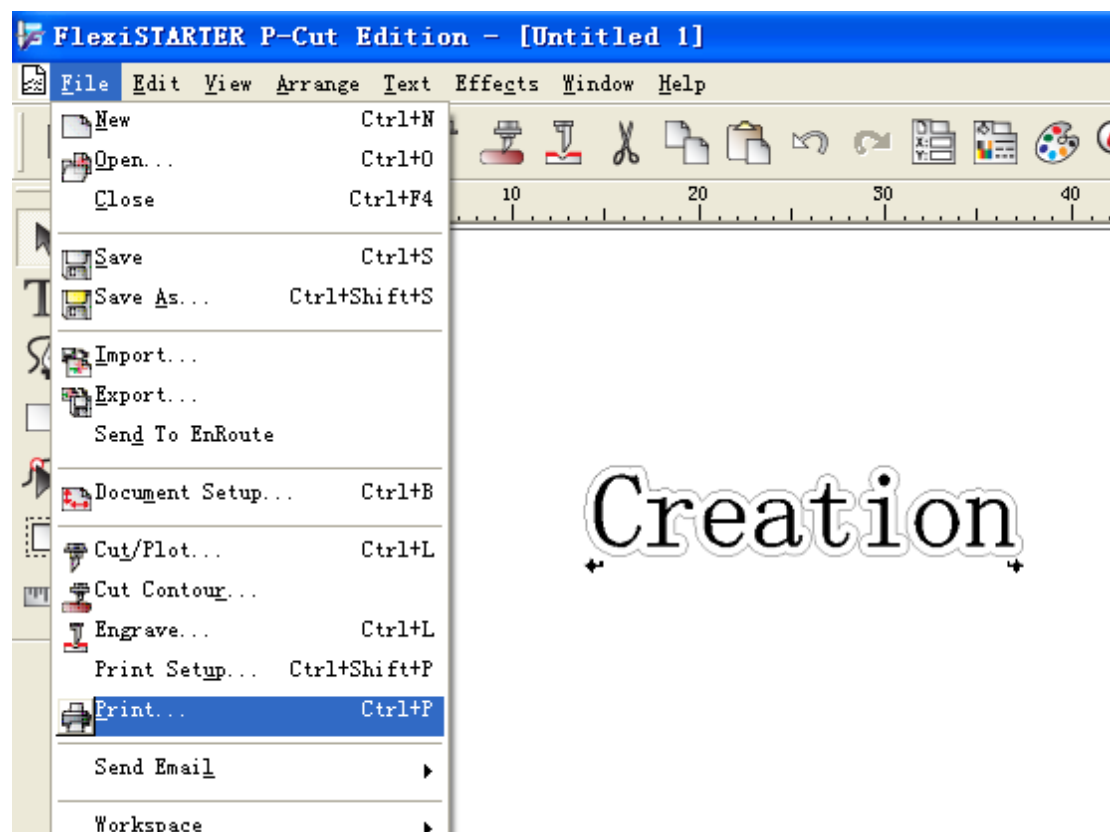 FlexiSTARTER P-Cut Edition - [Untitled 1]
File Edit View Arrange Text Effects Window Help
New Ctrl+N
Open... Ctrl+O
Close Ctrl+F4
10 20 30 40
Save Ctrl+S
Save As... Ctrl+Shift+S
Import...
Export...
Send To EnRoute
Document Setup... Ctrl+B
Cut/Plot... Ctrl+L
Cut Contour...
Engrave... Ctrl+L
Print Setup... Ctrl+Shift+P
Print... Ctrl+P
Send Email
Workspace
Creation